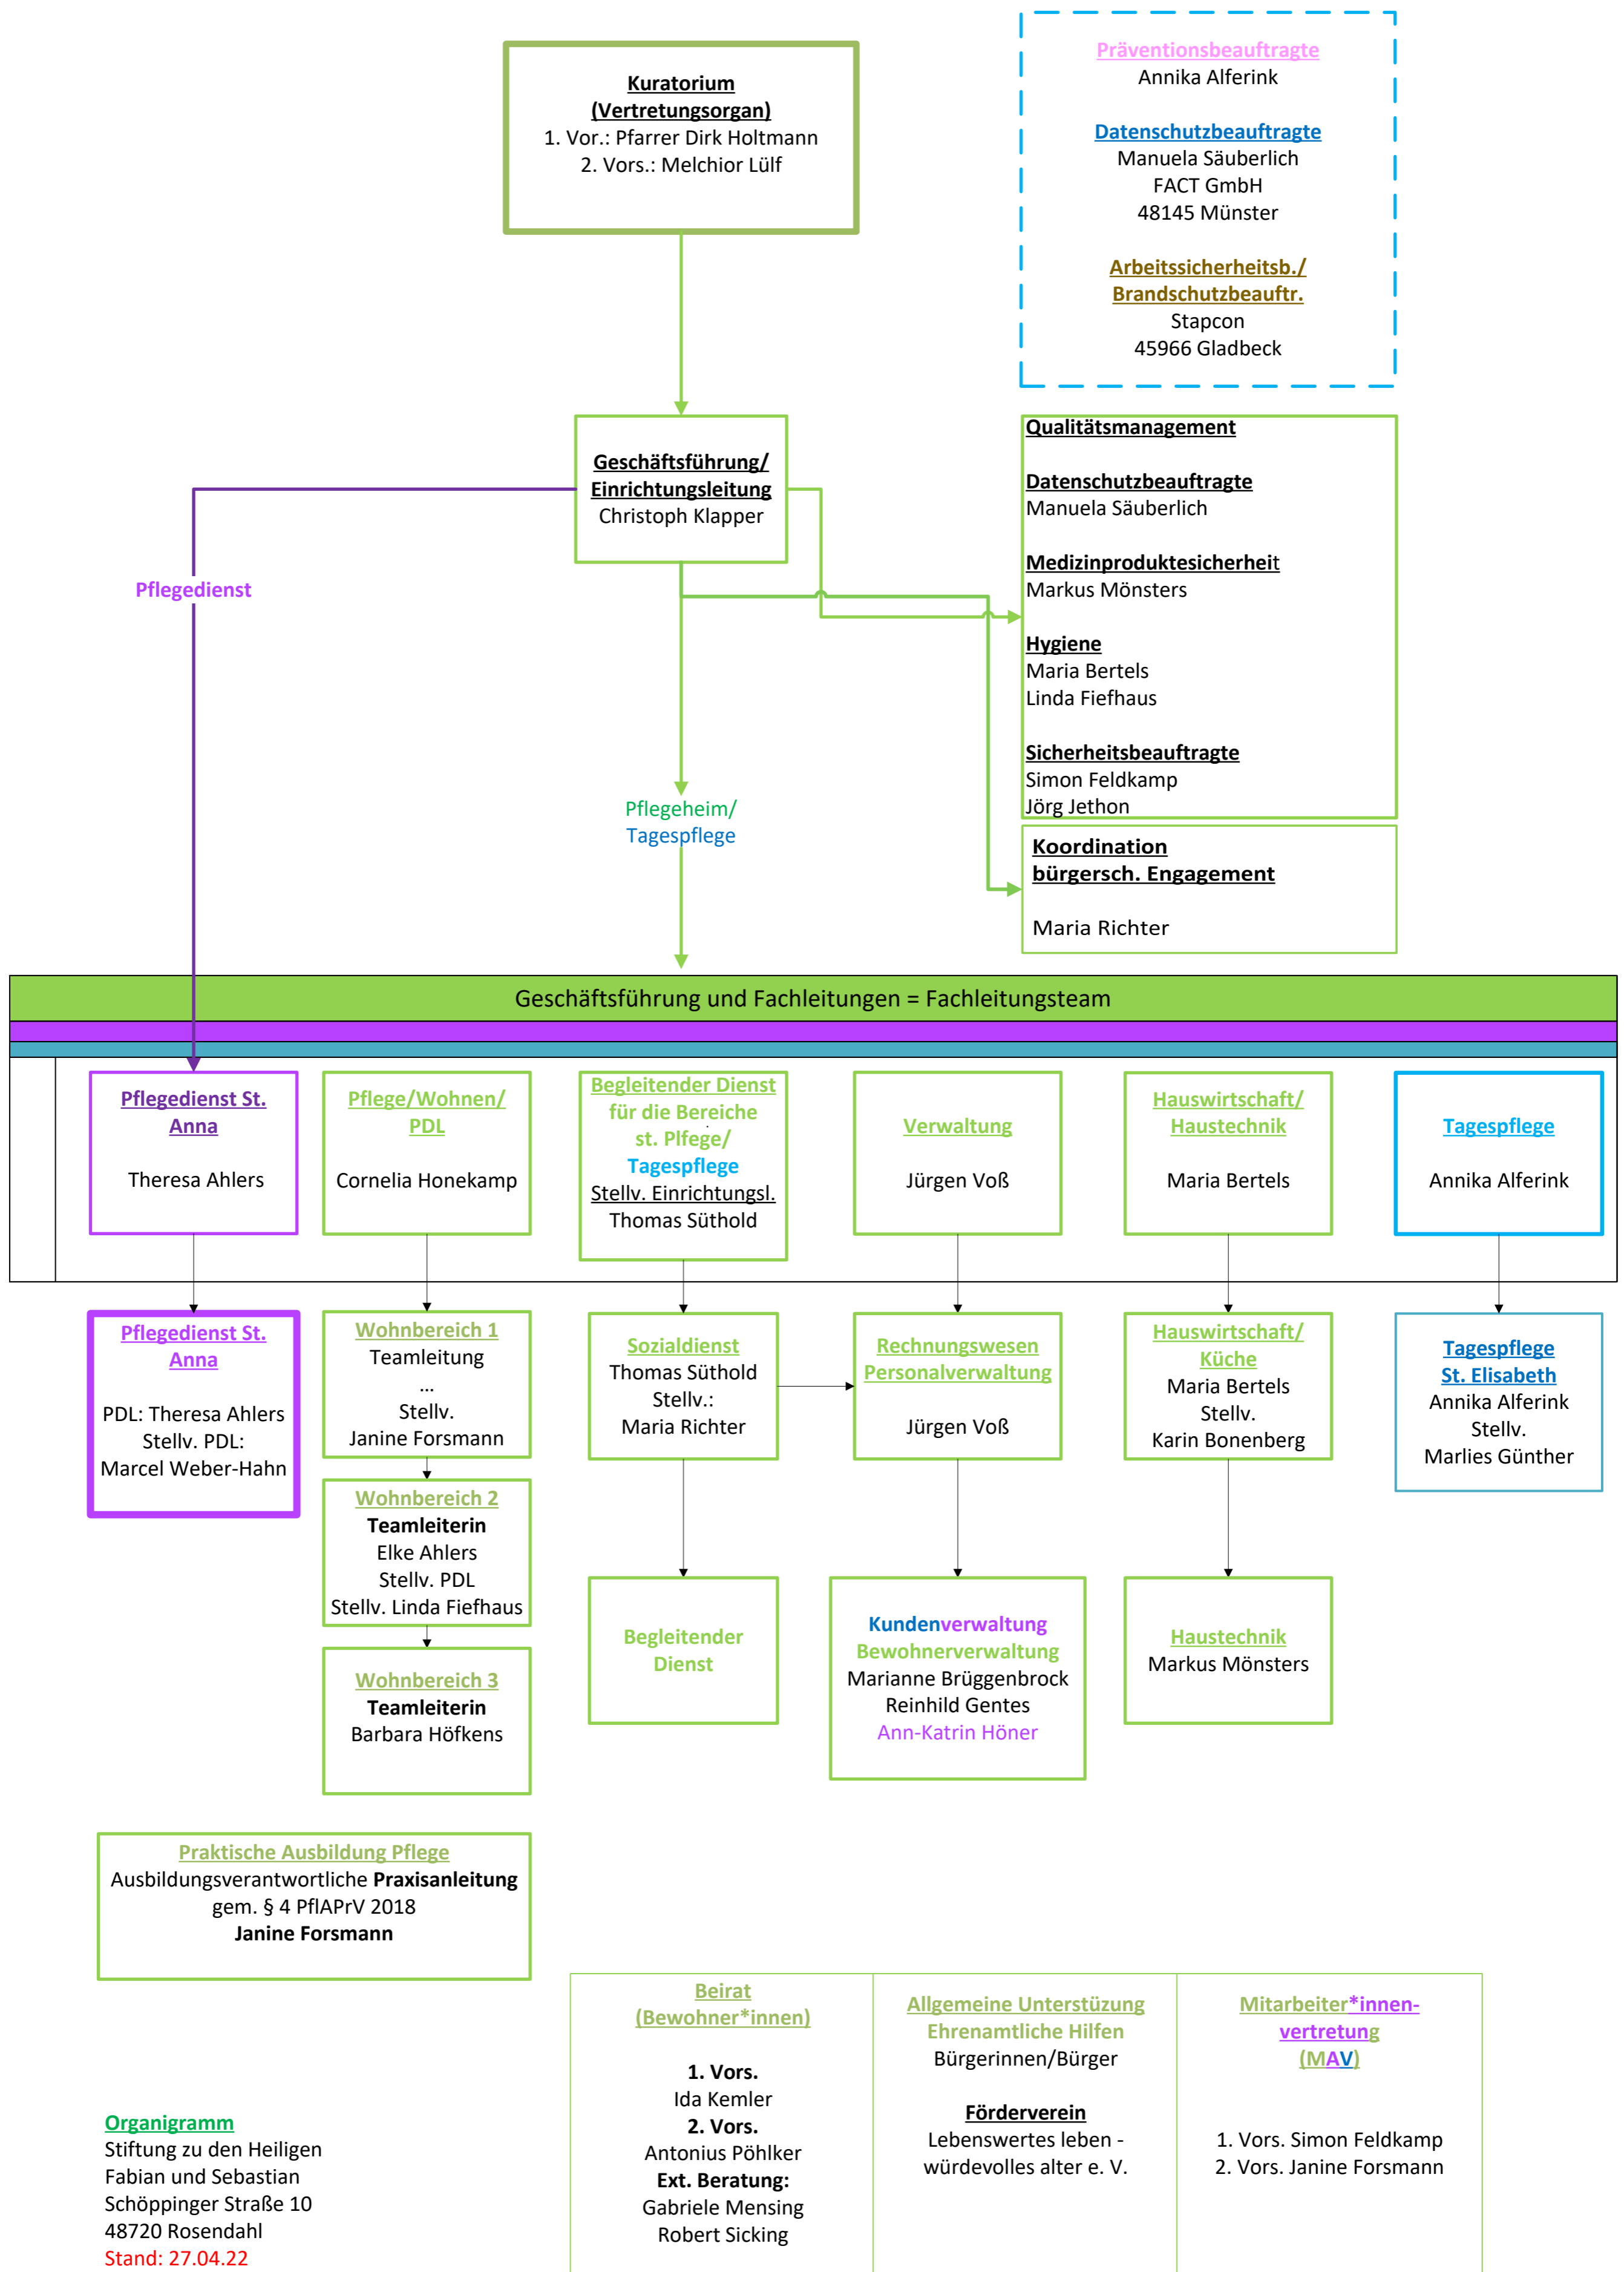 Kuratorium
(Vertretungsorgan)
1. Vor.: Pfarrer Dirk Holtmann
2. Vors.: Melchior Lülf
Präventionsbeauftragte
Annika Alferink
Datenschutzbeauftragte
Manuela Säuberlich
FACT GmbH
48145 Münster
Arbeitssicherheitsb./
Brandschutzbeauftr.
Stapcon
45966 Gladbeck
Geschäftsführung/
Einrichtungsleitung
Christoph Klapper
Qualitätsmanagement
Datenschutzbeauftragte
Manuela Säuberlich
Medizinproduktesicherheit
Markus Mönsters
Hygiene
Maria Bertels
Linda Fiefhaus
Sicherheitsbeauftragte
Simon Feldkamp
Jörg Jethon
Koordination
bürgersch. Engagement
Maria Richter
Pflegedienst
Pflegeheim/
Tagespflege
Geschäftsführung und Fachleitungen = Fachleitungsteam
Pflegedienst St.
Anna
Theresa Ahlers
Pflege/Wohnen/
PDL
Cornelia Honekamp
Begleitender Dienst
für die Bereiche
st. Plfege/
Tagespflege
Stellv. Einrichtungsl.
Thomas Süthold
Verwaltung
Jürgen Voß
Hauswirtschaft/
Haustechnik
Maria Bertels
Tagespflege
Annika Alferink
Pflegedienst St.
Anna
PDL: Theresa Ahlers
Stellv. PDL:
Marcel Weber-Hahn
Wohnbereich 1
Teamleitung
...
Stellv.
Janine Forsmann
Wohnbereich 2
Teamleiterin
Elke Ahlers
Stellv. PDL
Stellv. Linda Fiefhaus
Wohnbereich 3
Teamleiterin
Barbara Höfkens
Sozialdienst
Thomas Süthold
Stellv.:
Maria Richter
Begleitender
Dienst
Rechnungswesen
Personalverwaltung
Jürgen Voß
Kundenverwaltung
Bewohnerverwaltung
Marianne Brüggenbrock
Reinhild Gentes
Ann-Katrin Höner
Hauswirtschaft/
Küche
Maria Bertels
Stellv.
Karin Bonenberg
Haustechnik
Markus Mönsters
Tagespflege
St. Elisabeth
Annika Alferink
Stellv.
Marlies Günther
Praktische Ausbildung Pflege
Ausbildungsverantwortliche Praxisanleitung
gem. § 4 PflAPrV 2018
Janine Forsmann
Organigramm
Stiftung zu den Heiligen
Fabian und Sebastian
Schöppinger Straße 10
48720 Rosendahl
Stand: 27.04.22
Beirat
(Bewohner*innen)
1. Vors.
Ida Kemler
2. Vors.
Antonius Pöhlker
Ext. Beratung:
Gabriele Mensing
Robert Sicking
Allgemeine Unterstüzung
Ehrenamtliche Hilfen
Bürgerinnen/Bürger
Förderverein
Lebenswertes leben -
würdevolles alter e. V.
Mitarbeiter*innen-
vertretung
(MAV)
1. Vors. Simon Feldkamp
2. Vors. Janine Forsmann